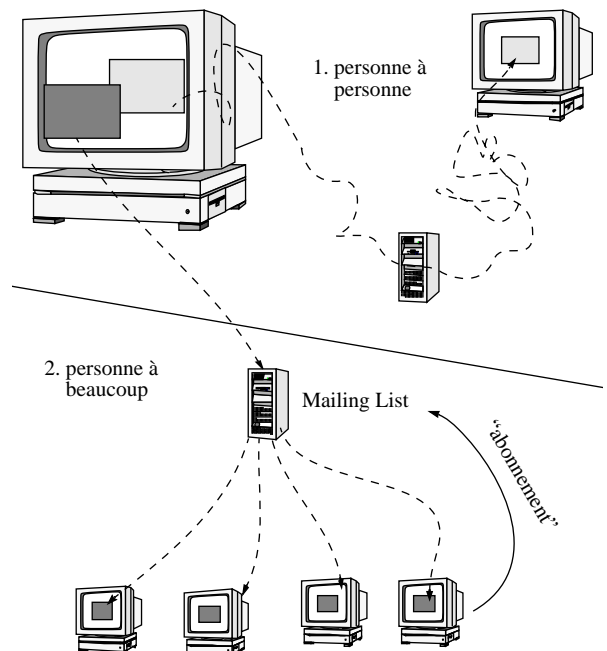 1. personne à
personne
2. personne à
beaucoup
Mailing List
“abonnement”